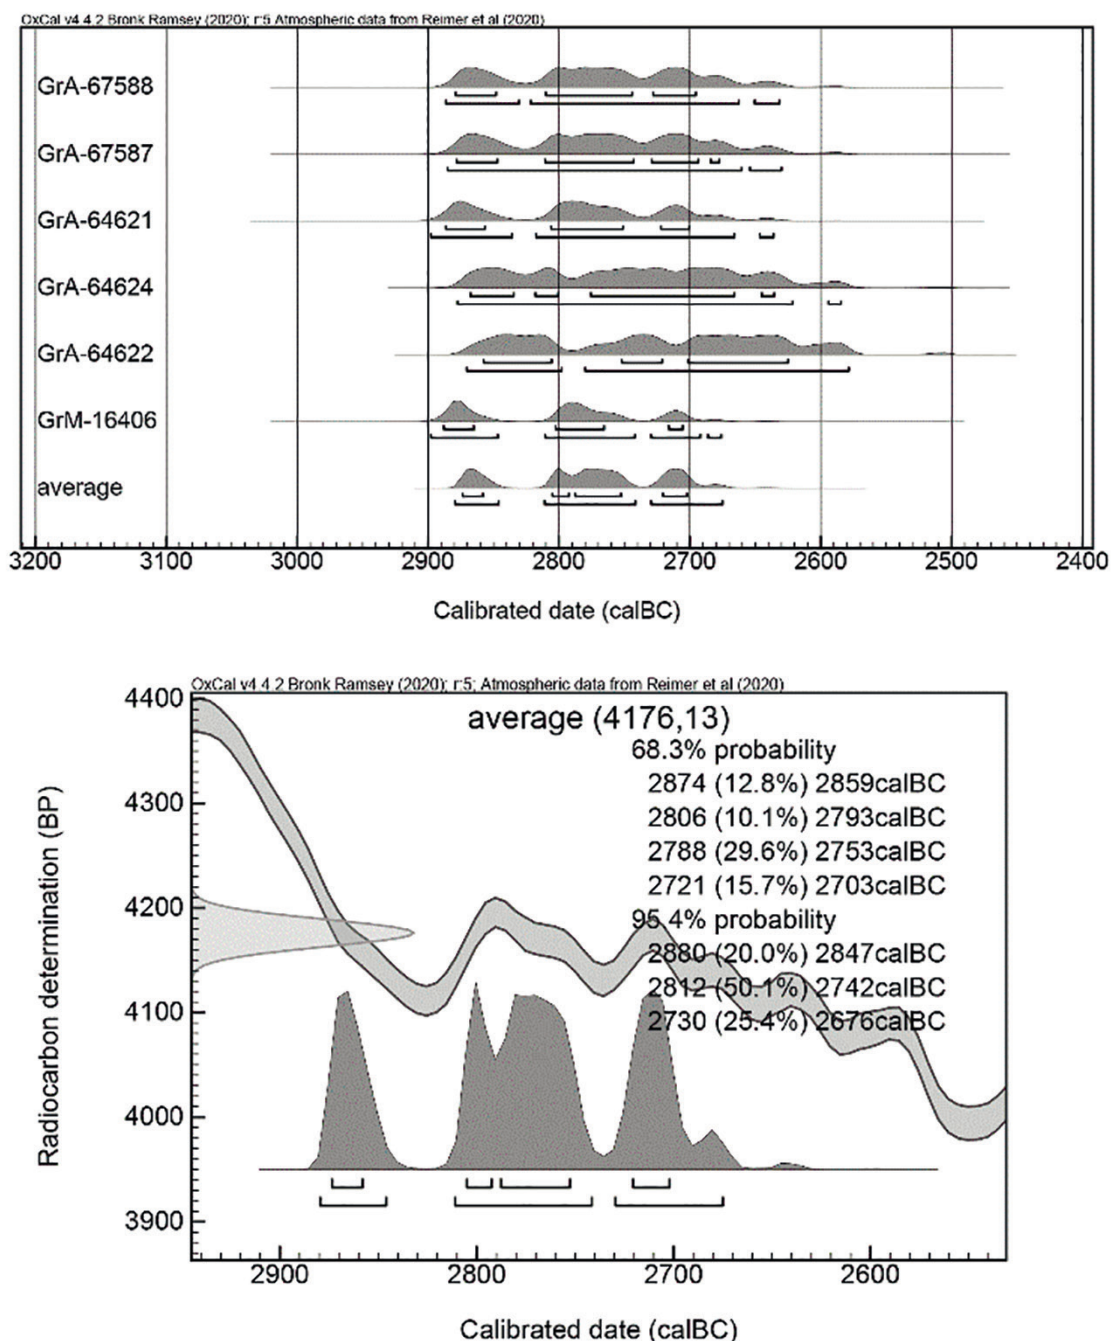 OxCal v4.4.2 Bronk Ramsey (2020); r:5 Atmospheric data from Reimer et al (2020)
GrA-67588
GrA-67587
GrA-64621
GrA-64624
GrA-64622
GrM-16406
average
3200 3100 3000 2900 2800 2700 2600 2500 2400
Calibrated date (calBC)
OxCal v4.4.2 Bronk Ramsey (2020); r:5; Atmospheric data from Reimer et al (2020)
4400
average (4176,13)
68.3% probability
2874 (12.8%) 2859calBC
4300
2806 (10.1%) 2793calBC
2788 (29.6%) 2753calBC
2721 (15.7%) 2703calBC
4200
95.4% probability
2880 (20.0%) 2847calBC
2812 (50.1%) 2742calBC
4100
2730 (25.4%) 2676calBC
4000
3900
Radiocarbon determination (BP)
2900 2800 2700 2600
Calibrated date (calBC)